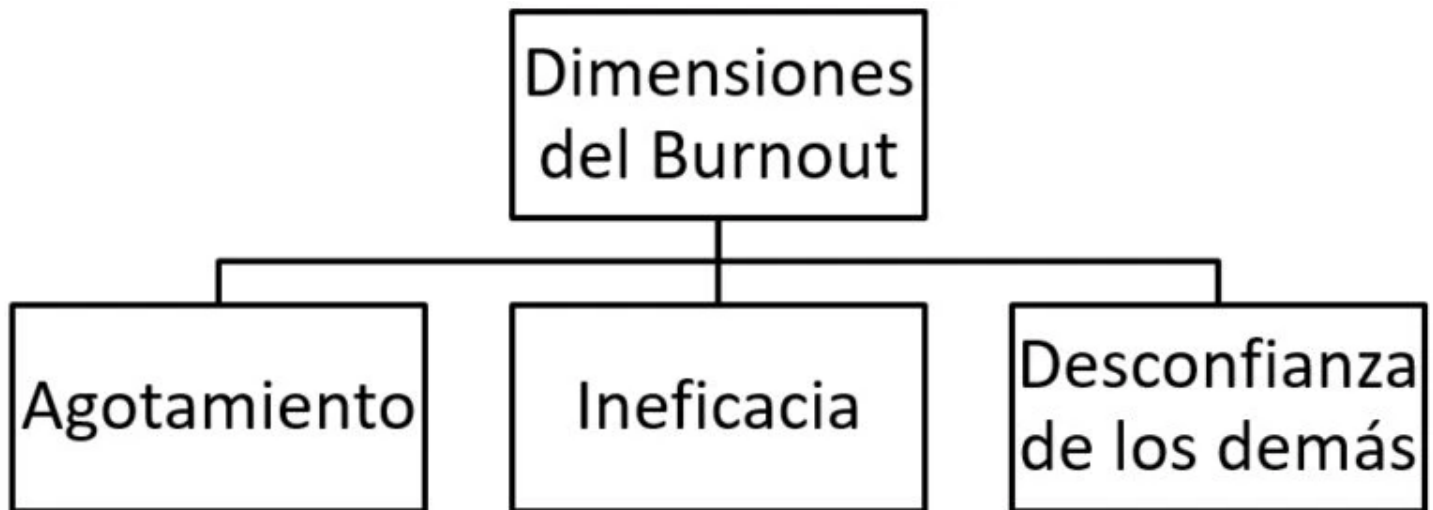 Dimensiones
del Burnout
Agotamiento
Ineficacia
Desconfianza
de los demás